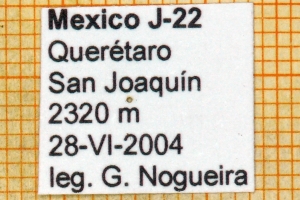 Mexico J-22
Querétaro
San Joaquín
2320 m
28-VI-2004
leg. G. Nogueira